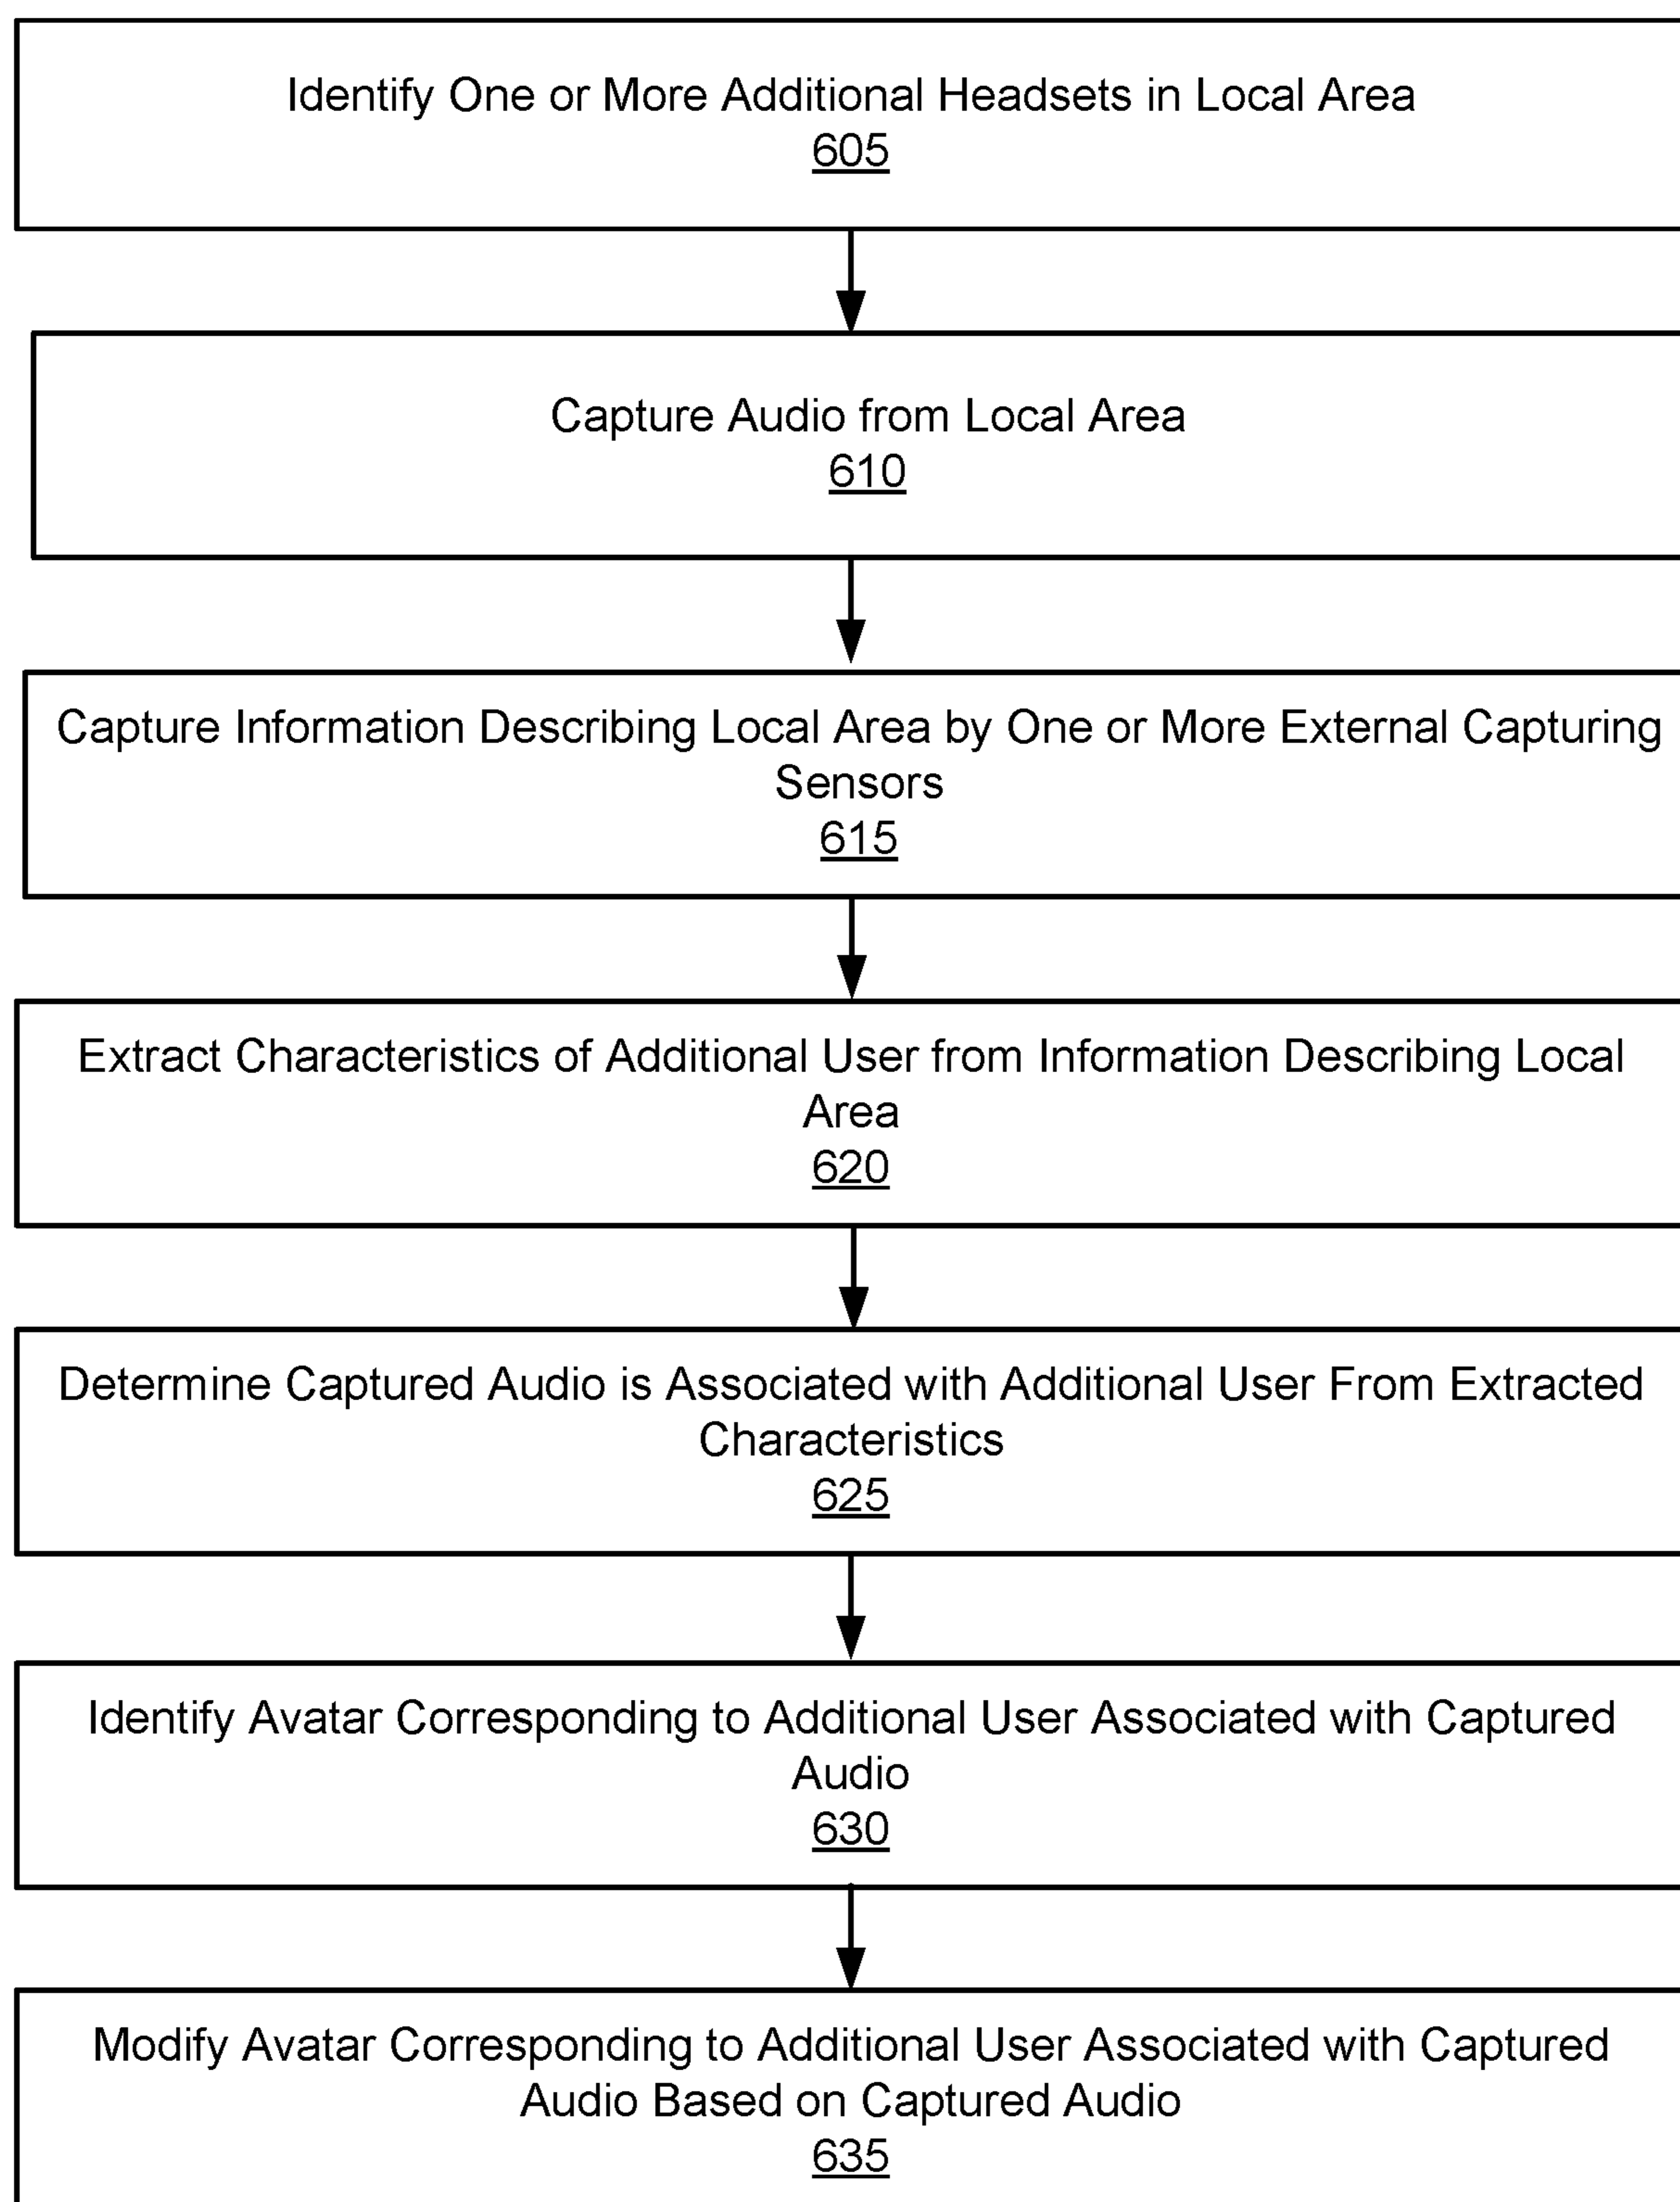 Identify One or More Additional Headsets in Local Area
605
Capture Audio from Local Area
610
Capture Information Describing Local Area by One or More External Capturing
Sensors
615
Extract Characteristics of Additional User from Information Describing Local
Area
620
Determine Captured Audio is Associated with Additional User From Extracted
Characteristics
625
Identify Avatar Corresponding to Additional User Associated with Captured
Audio
630
Modify Avatar Corresponding to Additional User Associated with Captured
Audio Based on Captured Audio
635